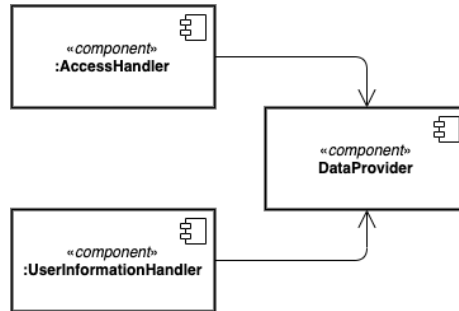 «component»
:AccessHandler
«component»
DataProvider
«component»
:UserInformationHandler